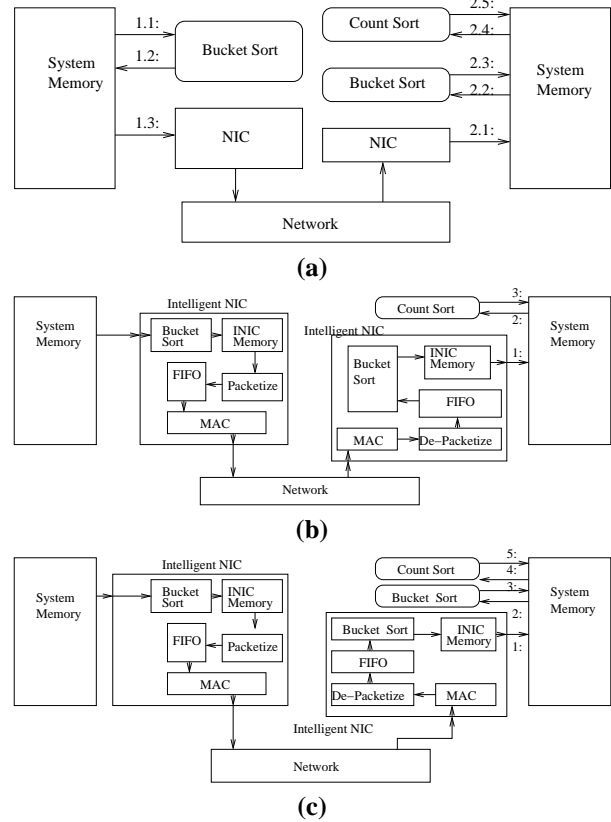 System
Memory
1.1:
1.2:
1.3:
Bucket Sort
NIC
Count Sort
Bucket Sort
NIC
2.5:
2.4:
2.3:
2.2:
2.1:
System
Memory
Network
(a)
System
Memory
Intelligent NIC
Bucket
Sort
INIC
Memory
FIFO
Packetize
MAC
Count Sort
3:
2:
1:
Intelligent NIC
Bucket
Sort
INIC
Memory
FIFO
MAC
De-Packetize
System
Memory
Network
(b)
System
Memory
Intelligent NIC
Bucket
Sort
INIC
Memory
FIFO
Packetize
MAC
Count Sort
Bucket Sort
5:
4:
3:
2:
1:
Bucket Sort
INIC
Memory
FIFO
De-Packetize
MAC
Intelligent NIC
System
Memory
Network
(c)